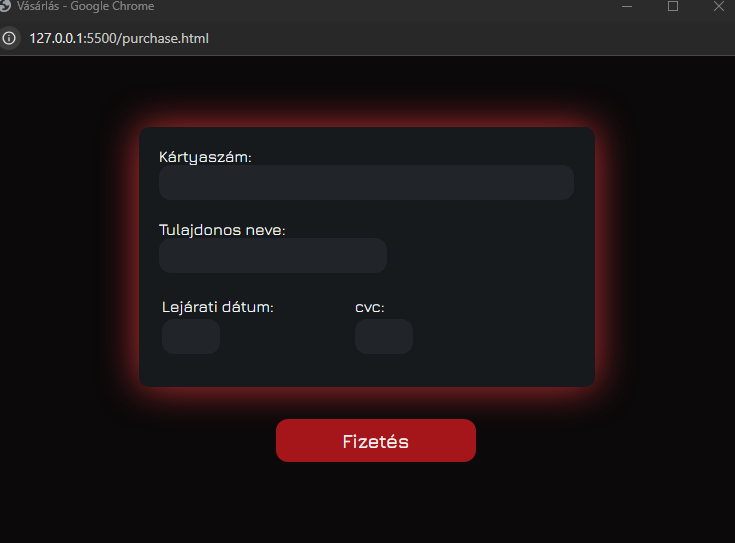 Vásárlás - Google Chrome
127.0.0.1:5500/purchase.html
Kártyaszám:
Tulajdonos neve:
Lejárati dátum:
cvc:
Fizetés